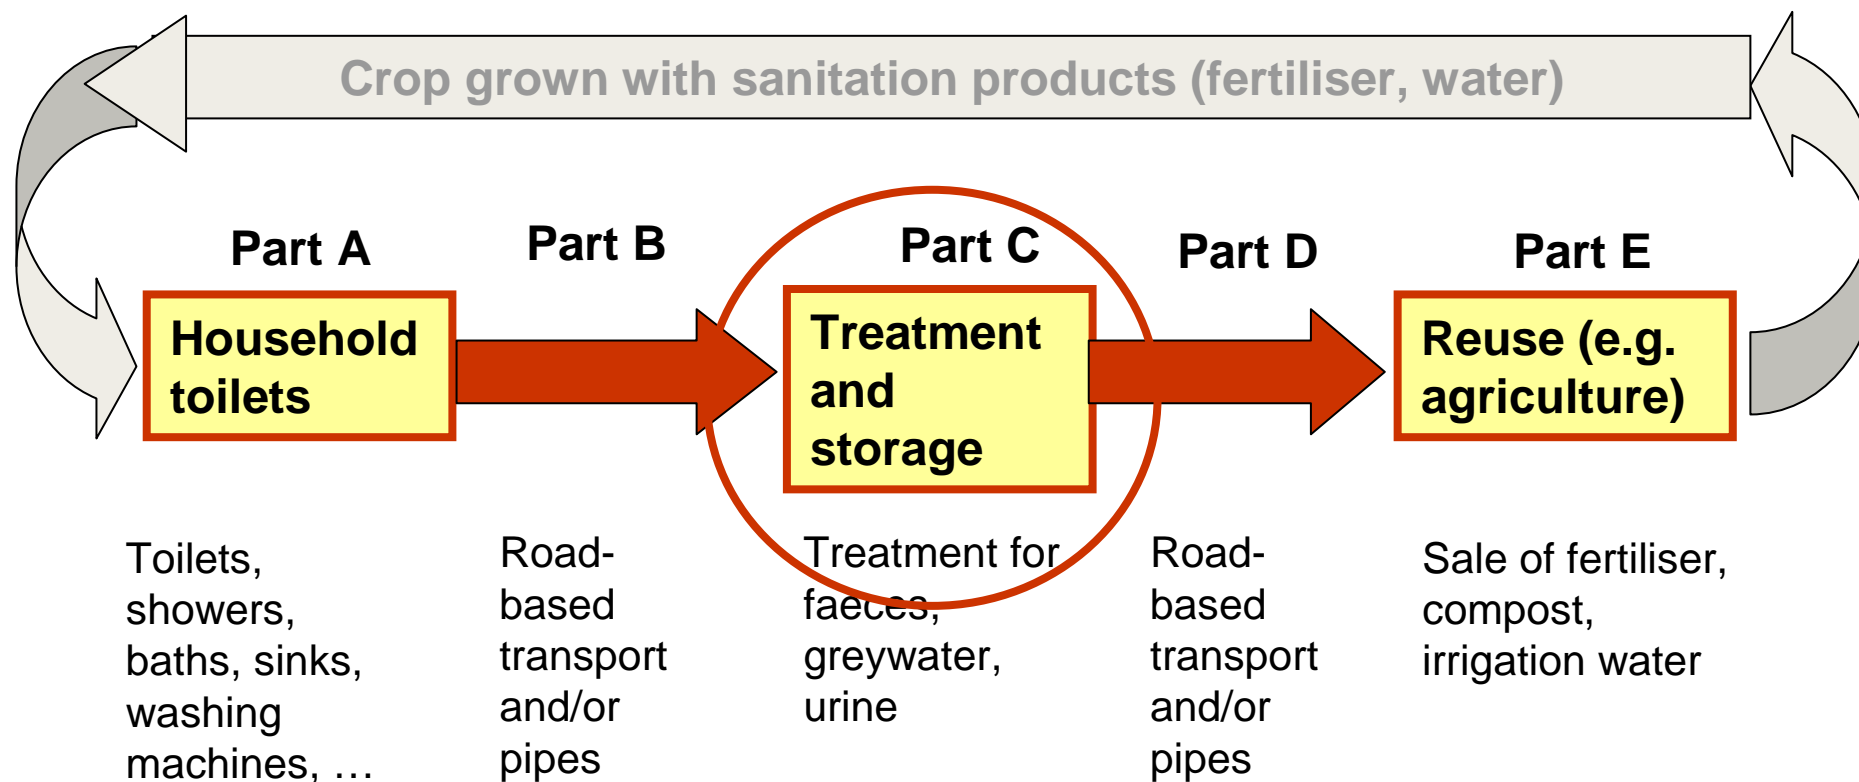 Crop grown with sanitation products (fertiliser, water)
Part A
Part B
Part C
Part D
Part E
Household
toilets
Treatment
and
storage
Reuse (e.g.
agriculture)
Toilets,
showers,
baths, sinks,
washing
machines, …
Road-
based
transport
and/or
pipes
Treatment for
faeces,
greywater,
urine
Road-
based
transport
and/or
pipes
Sale of fertiliser,
compost,
irrigation water